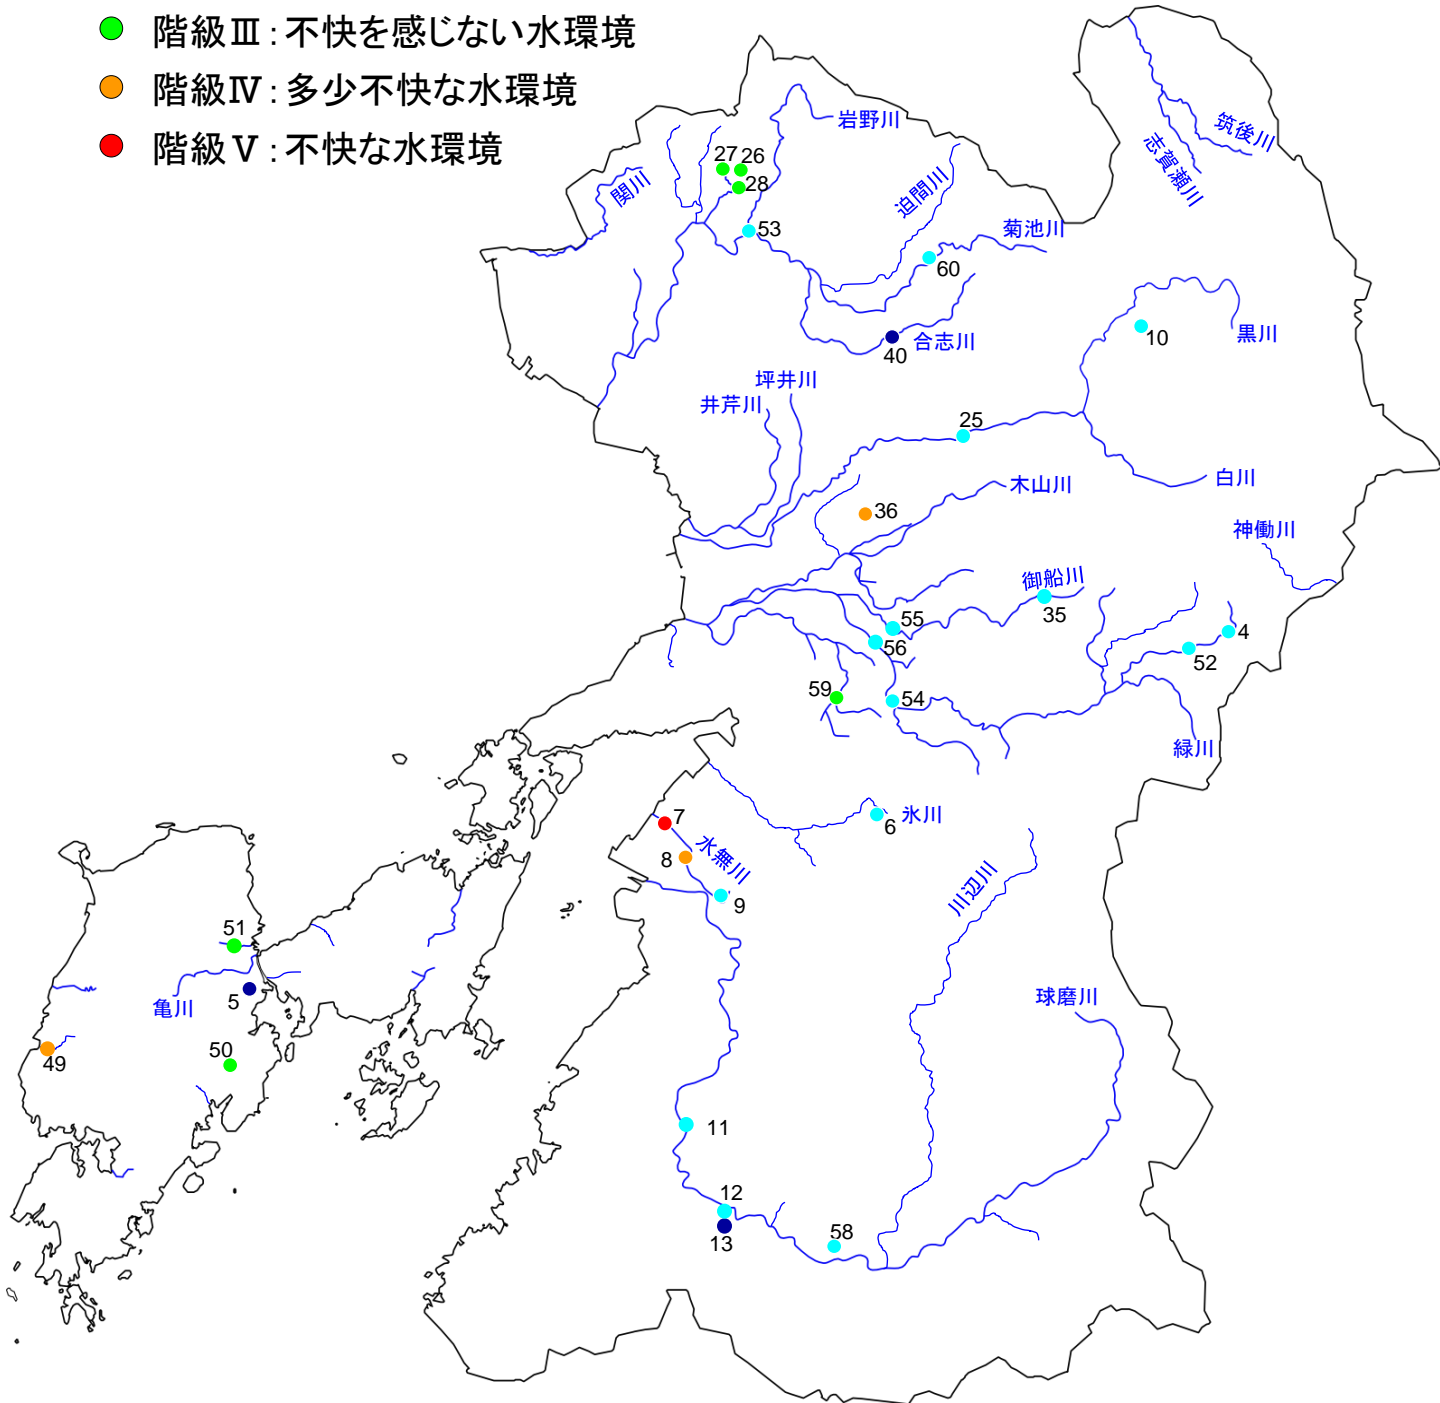 階級Ⅲ：不快を感じない水環境
階級Ⅳ：多少不快な水環境
階級Ⅴ：不快な水環境
岩野川
筑後川
志賀瀬川
27
26
28
関川
迫間川
菊池川
53
60
黒川
10
合志川
40
坪井川
井芹川
25
白川
木山川
36
神働川
御船川
35
55
56
4
52
59
54
緑川
7
水無川
8
9
氷川
6
川辺川
51
亀川
5
球磨川
49
50
11
12
13
58